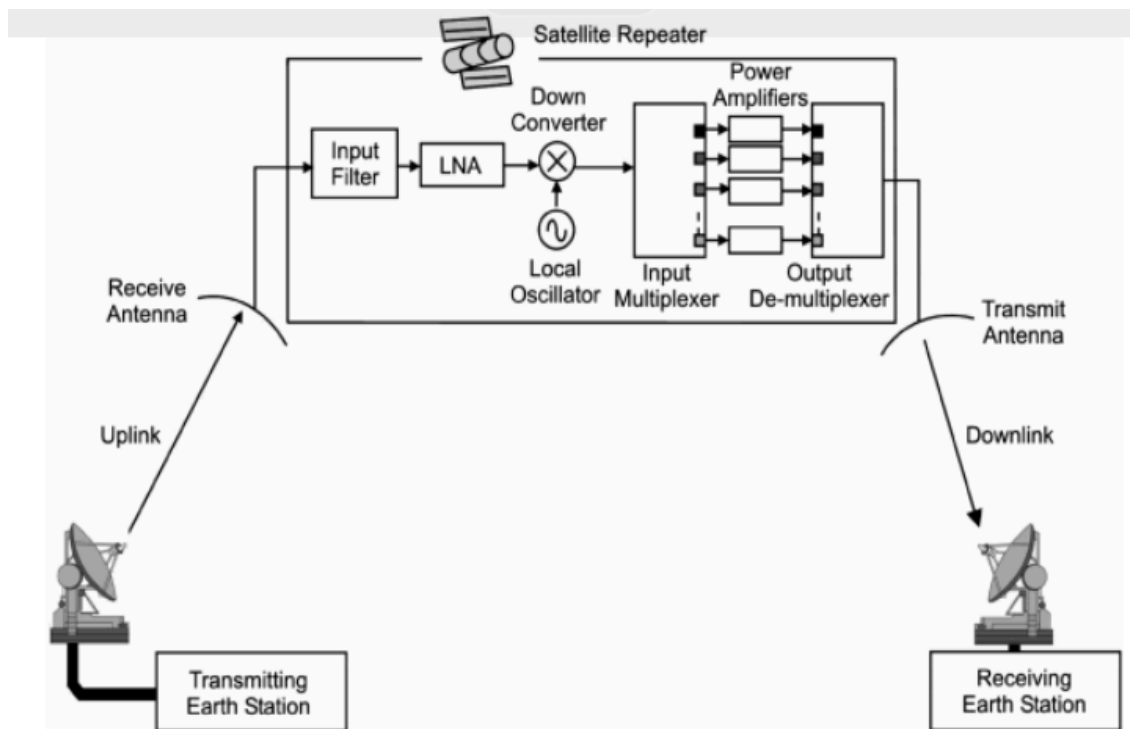 Satellite Repeater
Power
Amplifiers
Down
Converter
Input
Filter
LNA
Local
Oscillator
Input
Multiplexer
Output
De-multiplexer
Receive
Antenna
Transmit
Antenna
Uplink
Downlink
Transmitting
Earth Station
Receiving
Earth Station